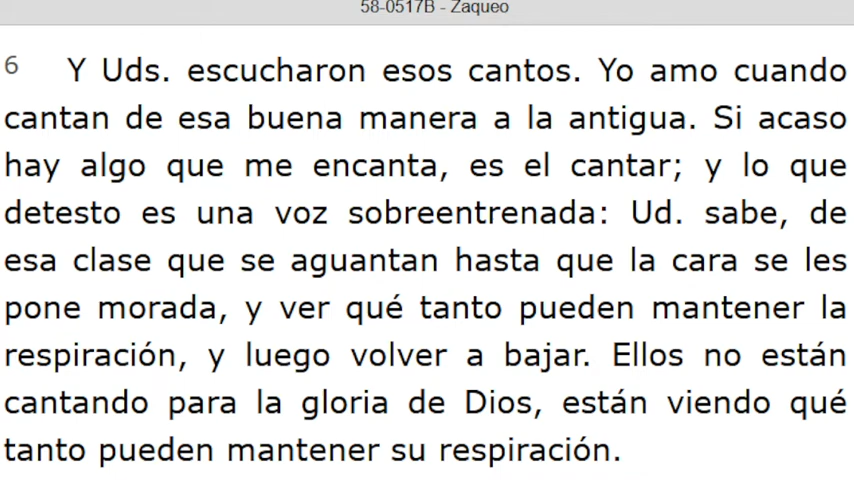 58-0517B - Zaqueo
6 Y Uds. escucharon esos cantos. Yo amo cuando
cantan de esa buena manera a la antigua. Si acaso
hay algo que me encanta, es el cantar; y lo que
detesto es una voz sobreentrenada: Ud. sabe, de
esa clase que se aguantan hasta que la cara se les
pone morada, y ver qué tanto pueden mantener la
respiración, y luego volver a bajar. Ellos no están
cantando para la gloria de Dios, están viendo qué
tanto pueden mantener su respiración.